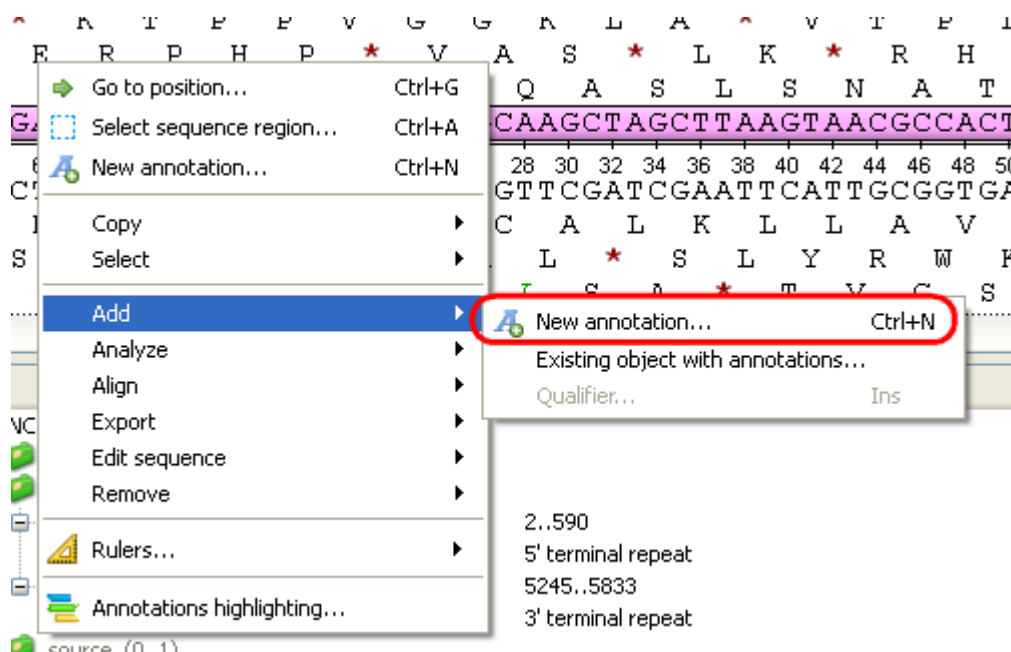 K T P P V G G K L A * V T P
E R P H P * V A S * L K * R H
Go to position... Ctrl+G Q A S L S N A T
Select sequence region... Ctrl+A CAAGCTAGCTTAAGTAACGCCACT
New annotation... Ctrl+N 28 30 32 34 36 38 40 42 44 46 48 50
GTTCGATCGAATTCATTGCGGTGA
Copy C A L K L L A V
Select L * S L Y R W K
S A * T V G S
Add New annotation... Ctrl+N
Analyze Existing object with annotations...
Align Qualifier... Ins
Export
Edit sequence
Remove
2..590
Rulers... 5' terminal repeat
5245..5833
Annotations highlighting... 3' terminal repeat
source (0, 1)